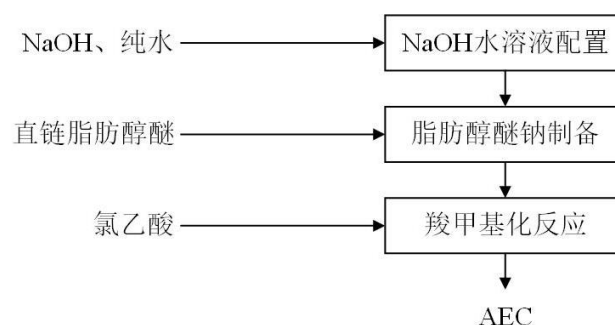 NaOH、纯水
NaOH水溶液配置
直链脂肪醇醚
脂肪醇醚钠制备
氯乙酸
羧甲基化反应
AEC